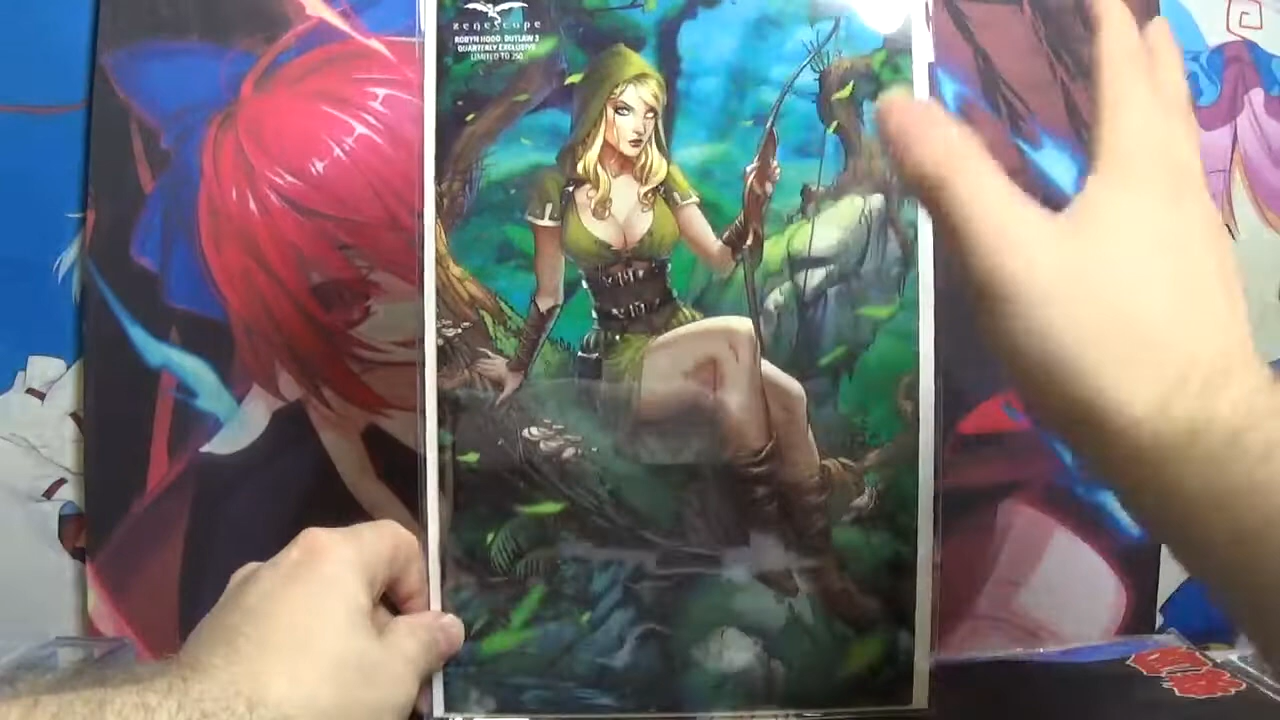 zenescope
ROBYN HOOD: OUTLAW 3
QUARTERLY EXCLUSIVE
LIMITED TO 250